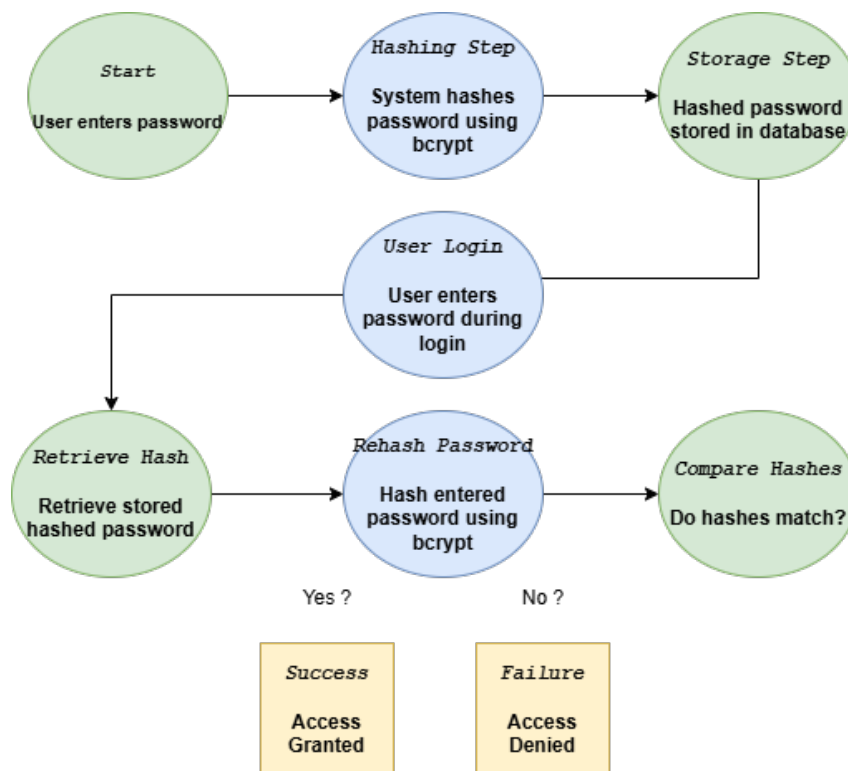 Start
User enters password
Hashing Step
System hashes
password using
bcrypt
Storage Step
Hashed password
stored in database
User Login
User enters
password during
login
Retrieve Hash
Retrieve stored
hashed password
Rehash Password
Hash entered
password using
bcrypt
Compare Hashes
Do hashes match?
Yes ?
No ?
Success
Access
Granted
Failure
Access
Denied